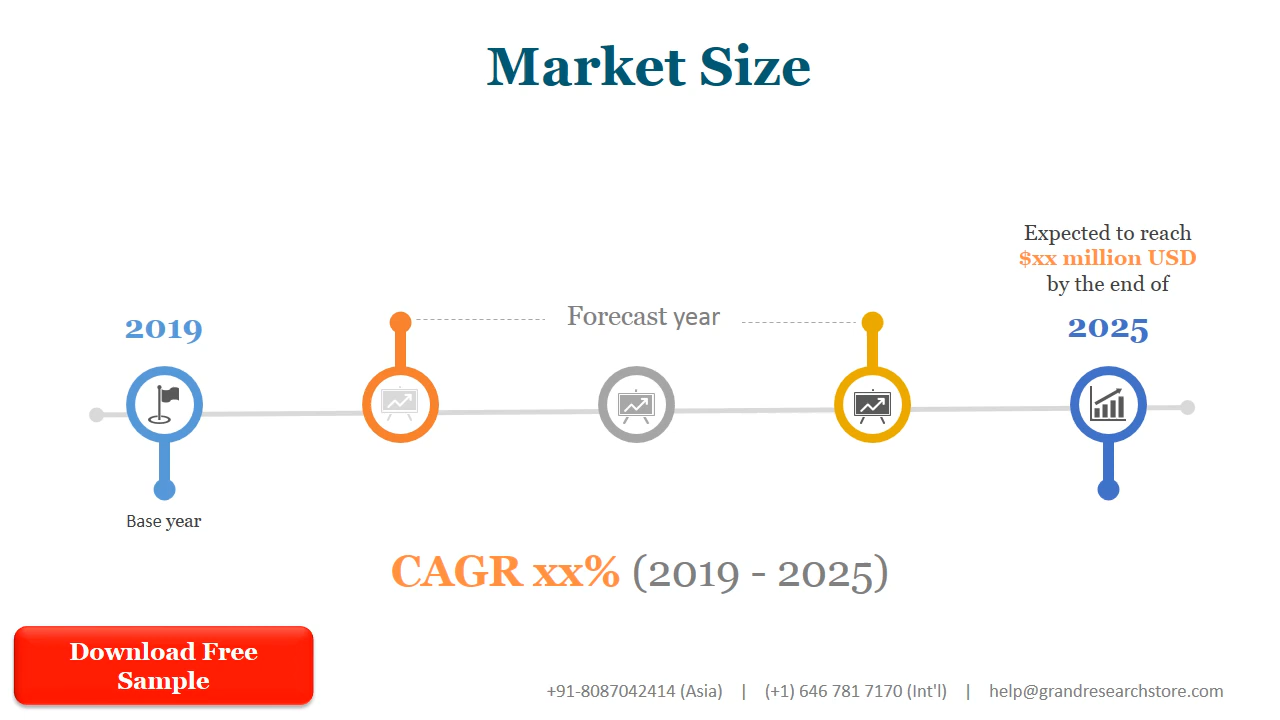 Market Size
Expected to reach
$xx million USD
by the end of
2025
2019
Forecast year
Base year
CAGR xx% (2019 - 2025)
Download Free
Sample
+91-8087042414 (Asia) | (+1) 646 781 7170 (Int'l) | help@grandresearchstore.com